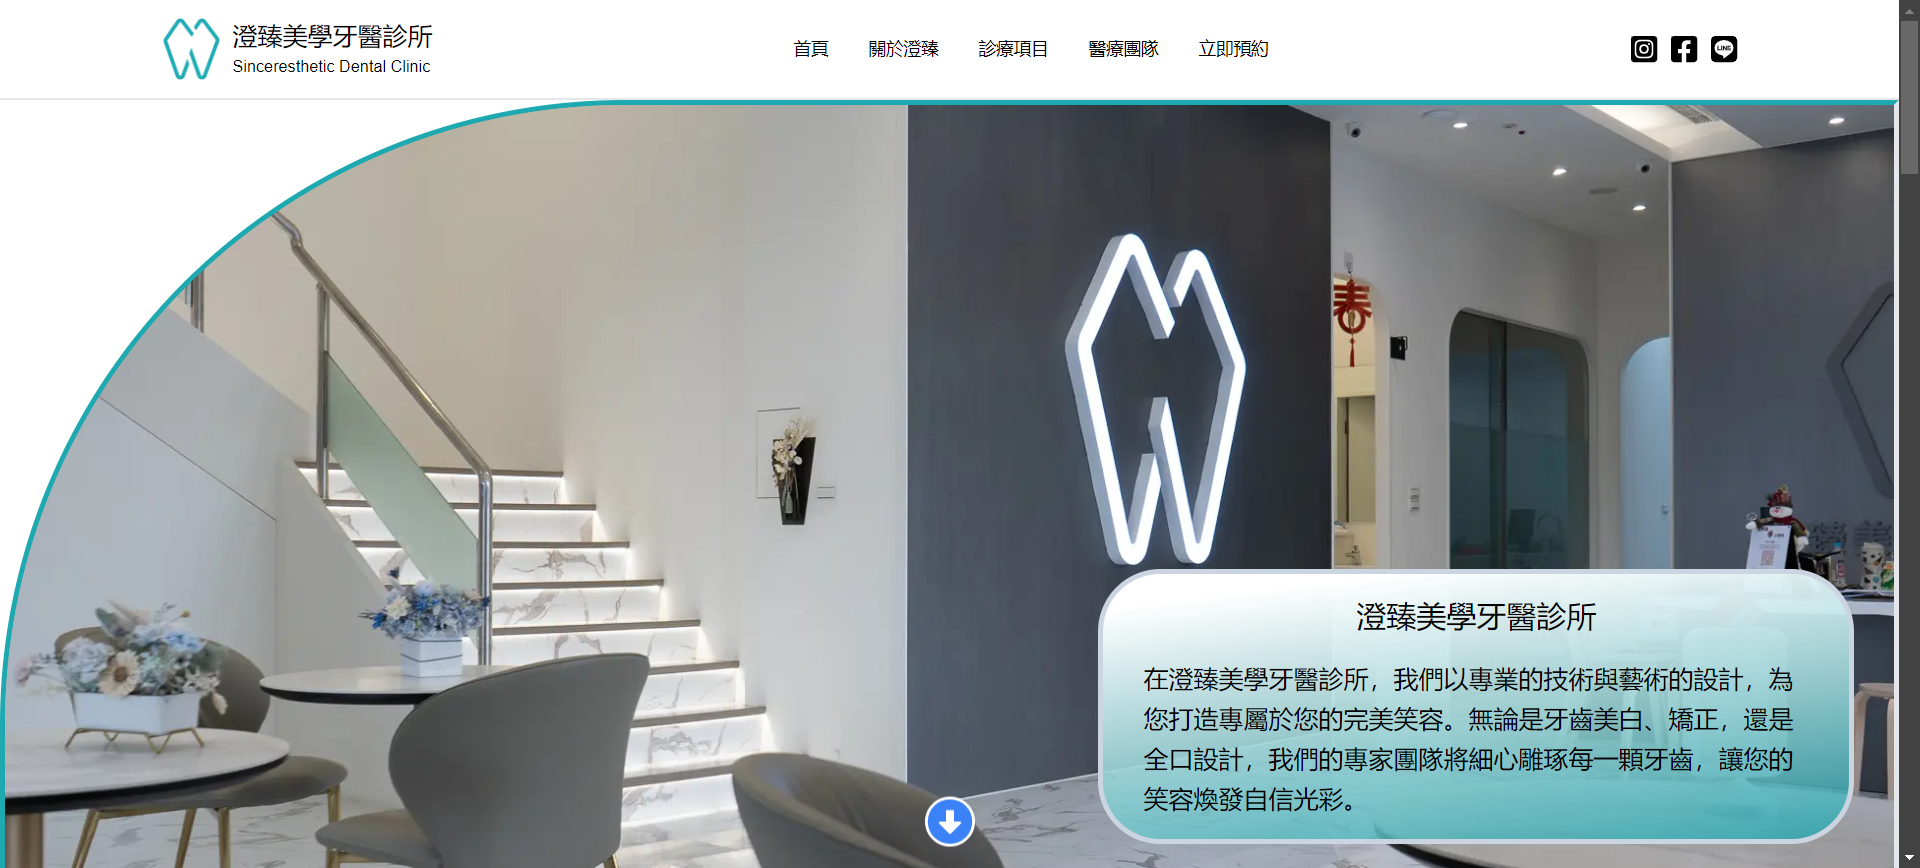 澄臻美學牙醫診所
Sinceresthetic Dental Clinic
首頁
關於澄臻
診療項目
醫療團隊
立即預約
LINE
春
澄臻美學牙醫診所
在澄臻美學牙醫診所，我們以專業的技術與藝術的設計，為
您打造專屬於您的完美笑容。無論是牙齒美白、矯正，還是
全口設計，我們的專家團隊將細心雕琢每一顆牙齒，讓您的
笑容煥發自信光彩。